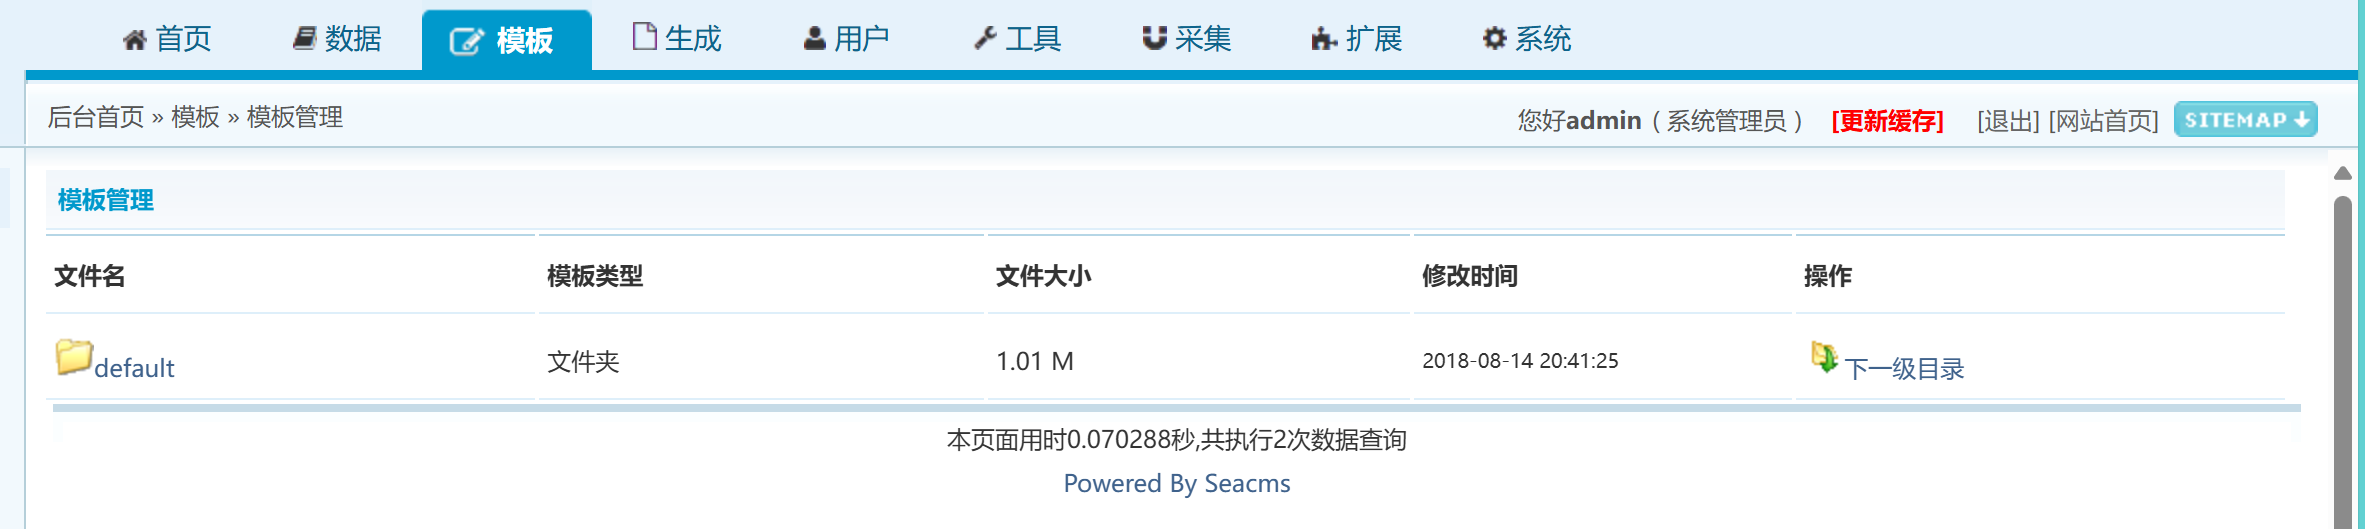 首页 数据 模板 生成 用户 工具 采集 扩展 系统
后台首页 » 模板 » 模板管理 您好admin ( 系统管理员 ) [更新缓存] [退出] [网站首页] SITEMAP
模板管理
文件名 模板类型 文件大小 修改时间 操作
default 文件夹 1.01 M 2018-08-14 20:41:25 下一级目录
本页面用时0.070288秒,共执行2次数据查询
Powered By Seacms